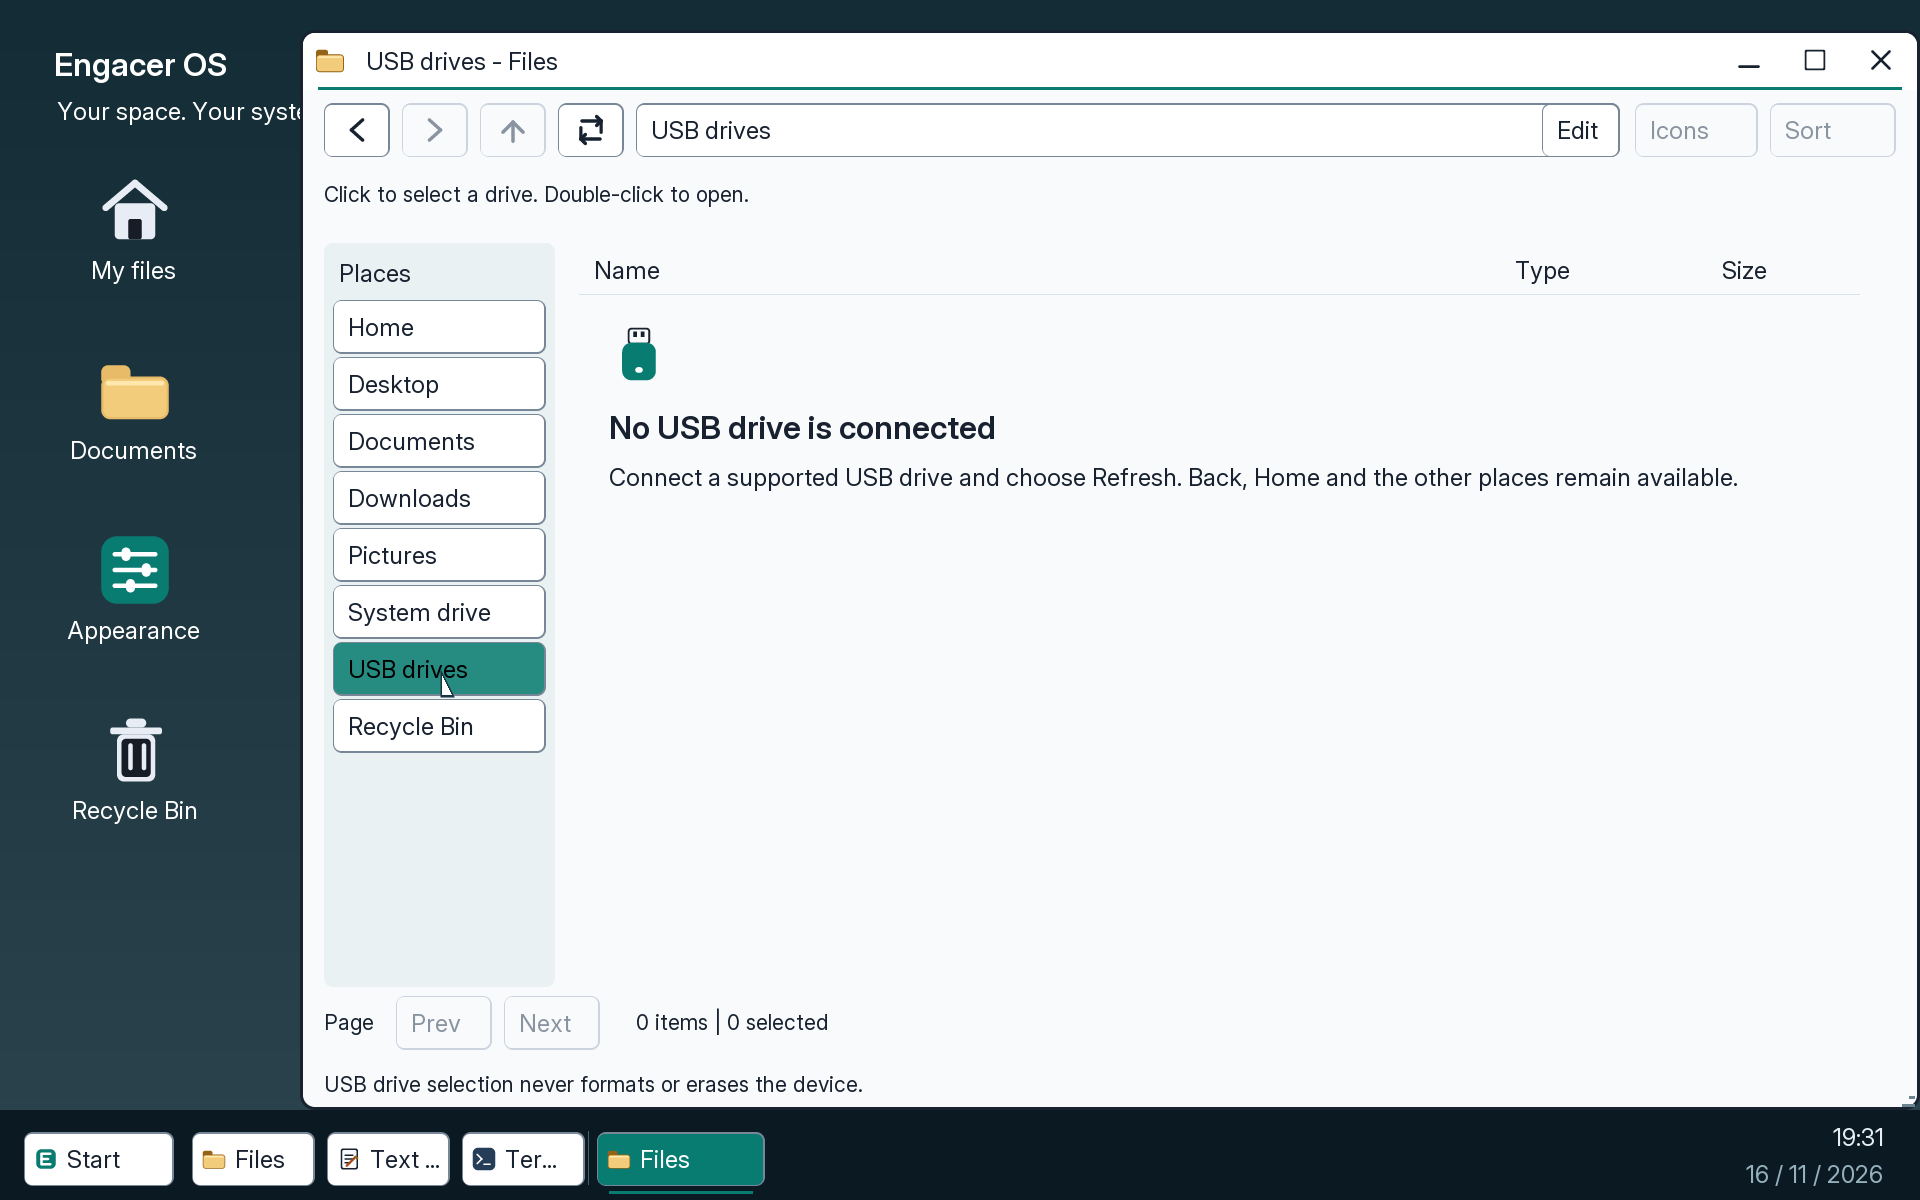 Engacer OS
Your space. Your syste
My files
Documents
Appearance
Recycle Bin
USB drives - Files
USB drives
Edit
Icons
Sort
Click to select a drive. Double-click to open.
Places
Home
Desktop
Documents
Downloads
Pictures
System drive
USB drives
Recycle Bin
Name Type Size
No USB drive is connected
Connect a supported USB drive and choose Refresh. Back, Home and the other places remain available.
Page
Prev
Next
0 items | 0 selected
USB drive selection never formats or erases the device.
Start
Files
Text ...
Ter...
Files
19:31
16 / 11 / 2026